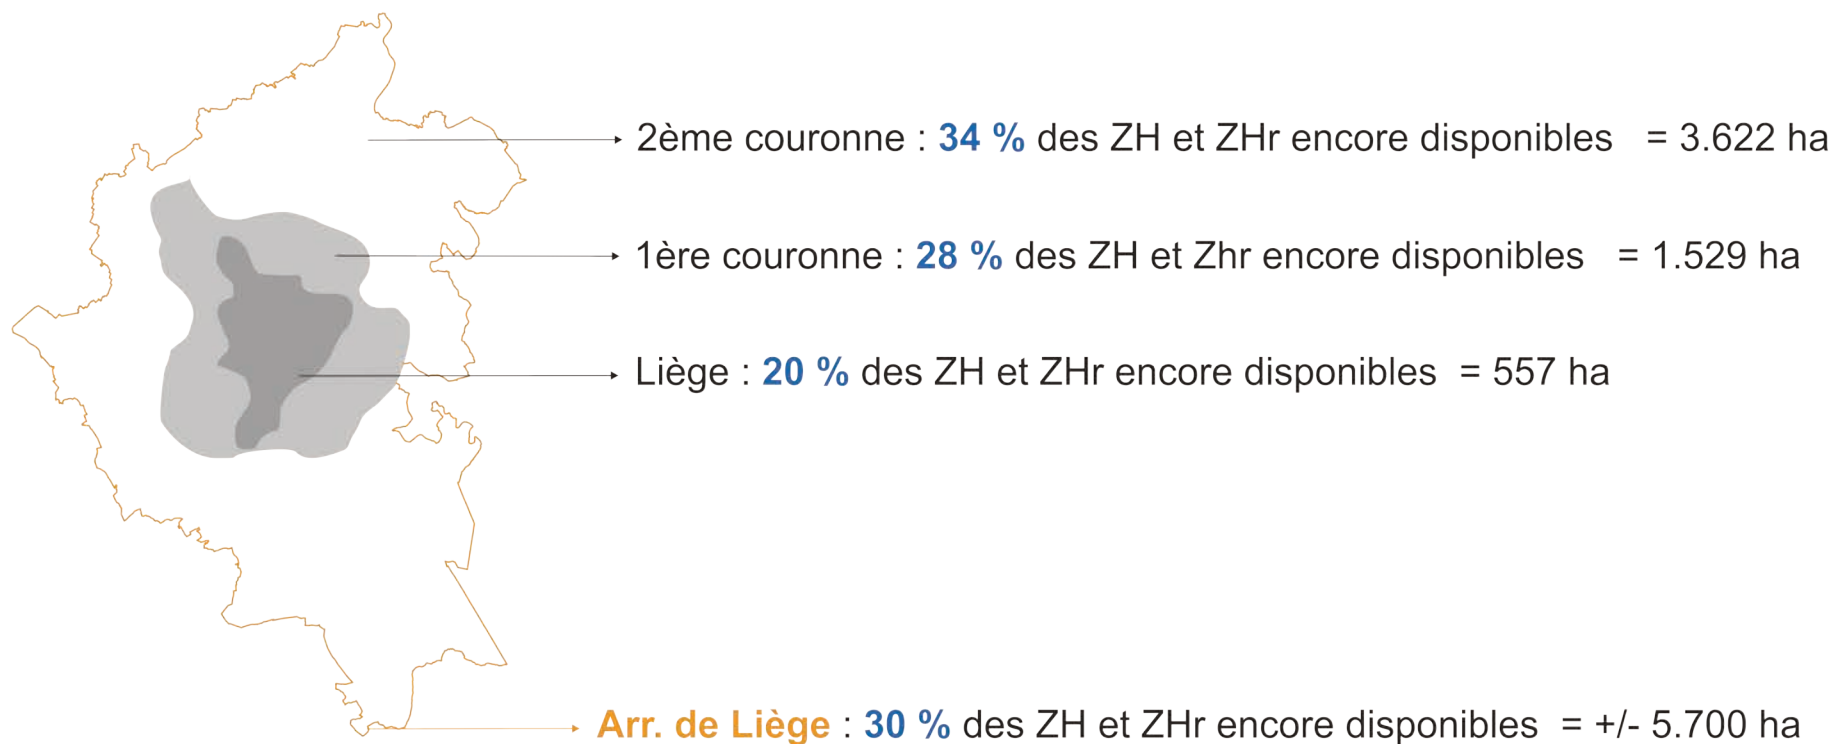 2ème couronne : 34 % des ZH et ZHr encore disponibles = 3.622 ha
1ère couronne : 28 % des ZH et Zhr encore disponibles = 1.529 ha
Liège : 20 % des ZH et ZHr encore disponibles = 557 ha
Arr. de Liège : 30 % des ZH et ZHr encore disponibles = +/- 5.700 ha